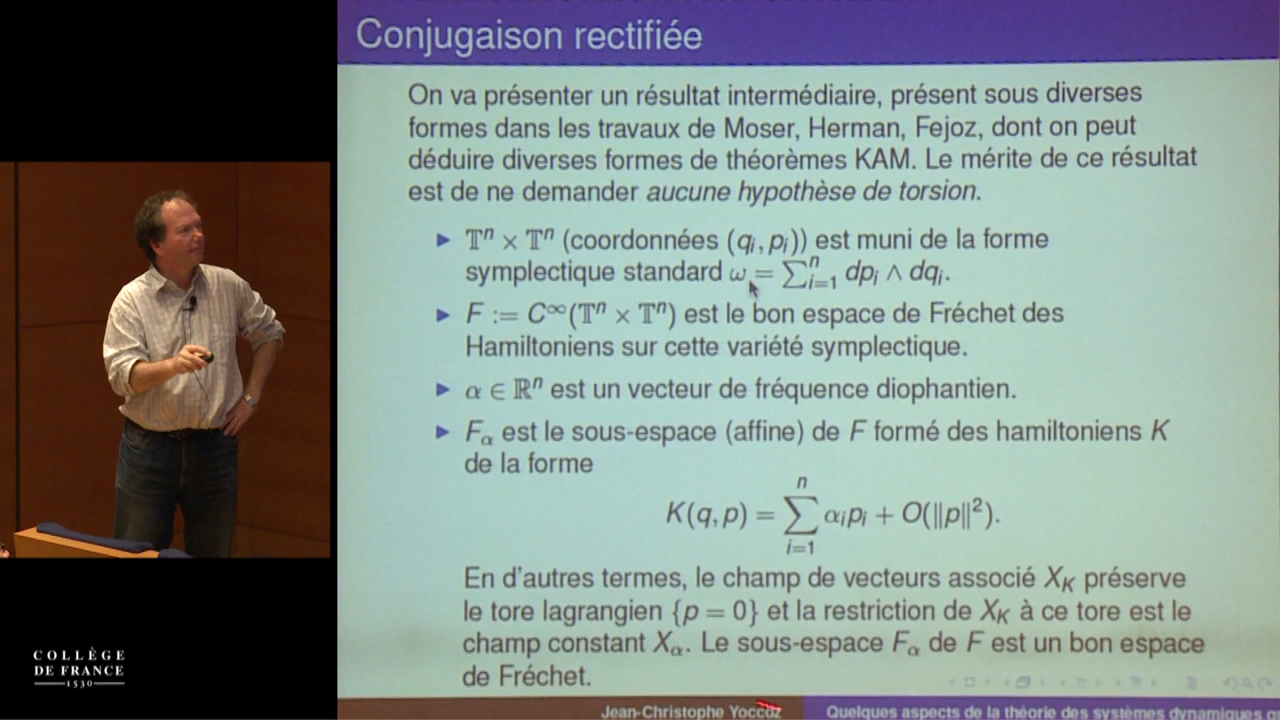 Conjugaison rectifiée
On va présenter un résultat intermédiaire, présent sous diverses
formes dans les travaux de Moser, Herman, Fejoz, dont on peut
déduire diverses formes de théorèmes KAM. Le mérite de ce résultat
est de ne demander aucune hypothèse de torsion.
▶ 𝕋ⁿ × 𝕋ⁿ (coordonnées (qᵢ, pᵢ)) est muni de la forme
symplectique standard ω = ∑ⁿᵢ₌₁ dpᵢ ∧ dqᵢ.
▶ F := C^∞(𝕋ⁿ × 𝕋ⁿ) est le bon espace de Fréchet des
Hamiltoniens sur cette variété symplectique.
▶ α ∈ ℝⁿ est un vecteur de fréquence diophantien.
▶ F_α est le sous-espace (affine) de F formé des hamiltoniens K
de la forme
K(q, p) = ∑ⁿᵢ₌₁ αᵢpᵢ + O(‖p‖²).
En d'autres termes, le champ de vecteurs associé X_K préserve
le tore lagrangien {p = 0} et la restriction de X_K à ce tore est le
champ constant X_α. Le sous-espace F_α de F est un bon espace
de Fréchet.
Jean-Christophe Yoccoz
Quelques aspects de la théorie des systèmes dynamiques
COLLÈGE
DE FRANCE
1530